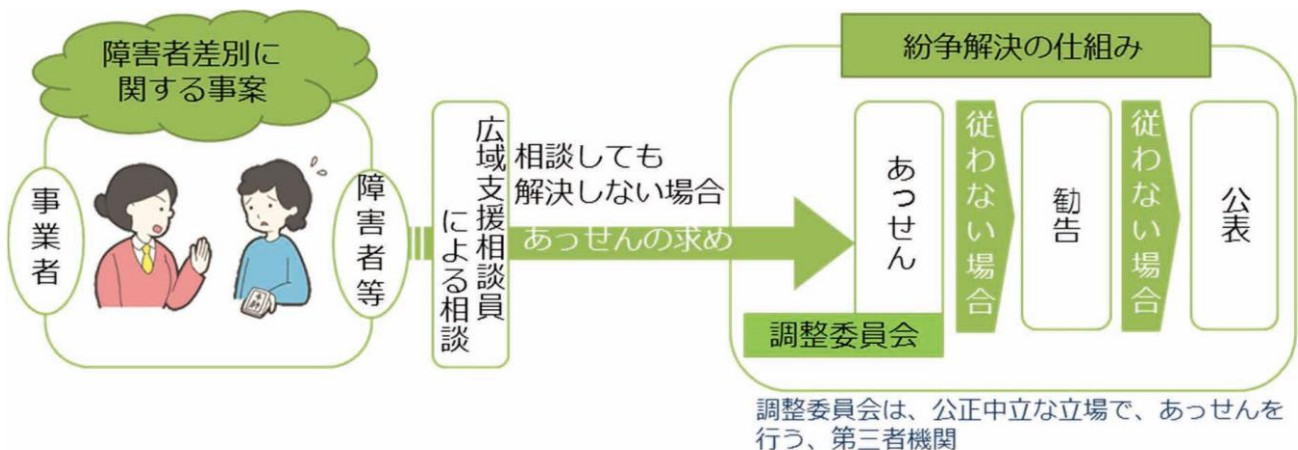 障害者差別に
関する事案
事業者
障害者等
広域支援相談員
による相談
相談しても
解決しない場合
あっせんの求め
紛争解決の仕組み
あっせん
調整委員会
従わない場合
勧告
従わない場合
公表
調整委員会は、公正中立な立場で、あっせんを
行う、第三者機関